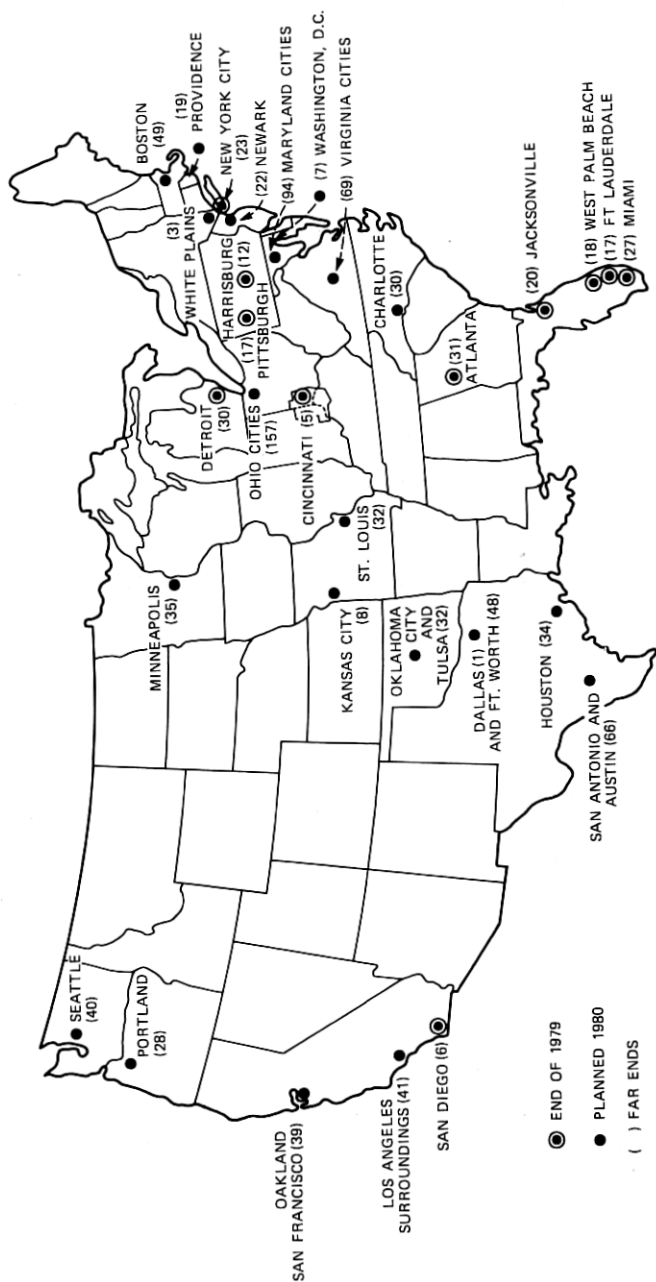 SEATTLE
(40)
PORTLAND
(28)
OAKLAND
SAN FRANCISCO (39)
LOS ANGELES
SURROUNDINGS (41)
SAN DIEGO (6)
MINNEAPOLIS
(35)
KANSAS CITY
(8)
ST. LOUIS
(32)
OKLAHOMA
CITY
AND
TULSA (32)
DALLAS (1)
AND FT. WORTH (48)
HOUSTON (34)
SAN ANTONIO AND
AUSTIN (66)
DETROIT
(30)
OHIO CITIES
(157)
CINCINNATI (5)
(17)
PITTSBURGH
HARRISBURG
(12)
WHITE PLAINS
(3)
BOSTON
(49)
(19)
PROVIDENCE
NEW YORK CITY
(23)
(22) NEWARK
(94) MARYLAND CITIES
(7) WASHINGTON, D.C.
(69) VIRGINIA CITIES
CHARLOTTE
(30)
(31)
ATLANTA
(20) JACKSONVILLE
(18) WEST PALM BEACH
(17) FT LAUDERDALE
(27) MIAMI
END OF 1979
PLANNED 1980
( ) FAR ENDS